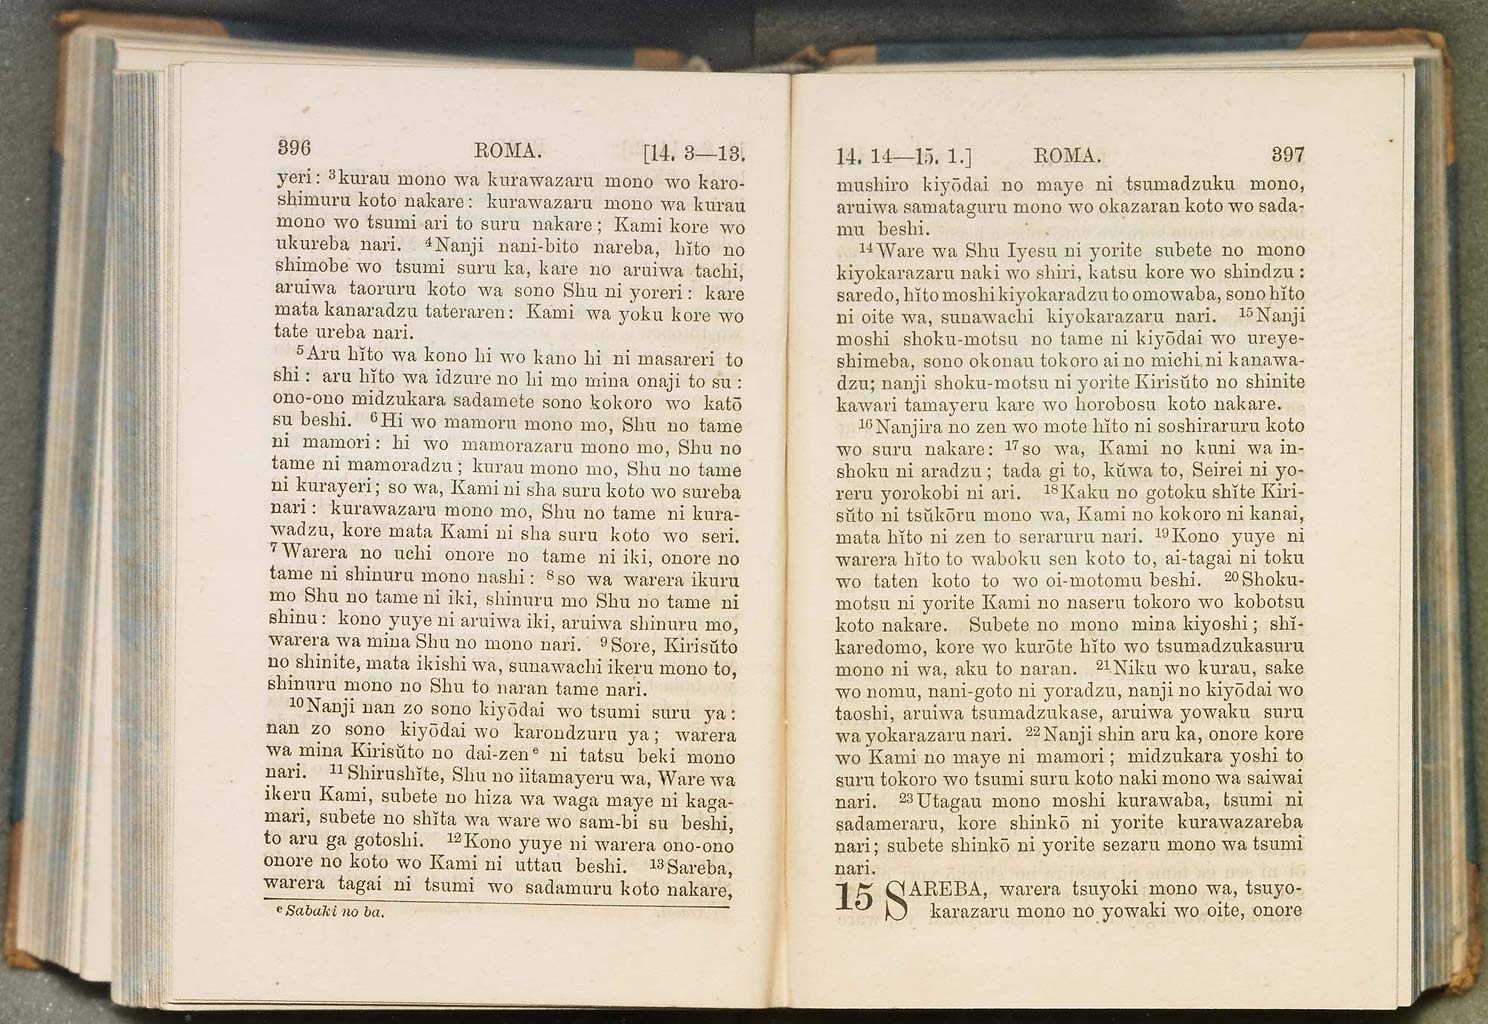 396 ROMA. [14. 3—13.
yeri: ³kurau mono wa kurawazaru mono wo karo-
shimuru koto nakare: kurawazaru mono wa kurau
mono wo tsumi ari to suru nakare; Kami kore wo
ukureba nari. ⁴Nanji nani-bito nareba, hĭto no
shimobe wo tsumi suru ka, kare no aruiwa tachi,
aruiwa taoruru koto wa sono Shu ni yoreri: kare
mata kanaradzu tateraren: Kami wa yoku kore wo
tate ureba nari.
⁵Aru hĭto wa kono hi wo kano hi ni masareri to
shi: aru hĭto wa idzure no hi mo mina onaji to su:
ono-ono midzukara sadamete sono kokoro wo katō
su beshi. ⁶Hi wo mamoru mono mo, Shu no tame
ni mamori: hi wo mamorazaru mono mo, Shu no
tame ni mamoradzu; kurau mono mo, Shu no tame
ni kurayeri; so wa, Kami ni sha suru koto wo sureba
nari: kurawazaru mono mo, Shu no tame ni kura-
wadzu, kore mata Kami ni sha suru koto wo seri.
⁷Warera no uchi onore no tame ni iki, onore no
tame ni shinuru mono nashi: ⁸so wa warera ikuru
mo Shu no tame ni iki, shinuru mo Shu no tame ni
shinu: kono yuye ni aruiwa iki, aruiwa shinuru mo,
warera wa mina Shu no mono nari. ⁹Sore, Kirisŭto
no shinite, mata ikishi wa, sunawachi ikeru mono to,
shinuru mono no Shu to naran tame nari.
¹⁰Nanji nan zo sono kiyōdai wo tsumi suru ya:
nan zo sono kiyōdai wo karondzuru ya; warera
wa mina Kirisŭto no dai-zenᵉ ni tatsu beki mono
nari. ¹¹Shirushĭte, Shu no iitamayeru wa, Ware wa
ikeru Kami, subete no hiza wa waga maye ni kaga-
mari, subete no shĭta wa ware wo sam-bi su beshi,
to aru ga gotoshi. ¹²Kono yuye ni warera ono-ono
onore no koto wo Kami ni uttau beshi. ¹³Sareba,
warera tagai ni tsumi wo sadamuru koto nakare,
ᵉ Sabaki no ba.
14. 14—15. 1.] ROMA. 397
mushiro kiyōdai no maye ni tsumadzuku mono,
aruiwa samataguru mono wo okazaran koto wo sada-
mu beshi.
¹⁴Ware wa Shu Iyesu ni yorite subete no mono
kiyokarazaru naki wo shiri, katsu kore wo shindzu:
saredo, hĭto moshi kiyokaradzu to omowaba, sono hĭto
ni oite wa, sunawachi kiyokarazaru nari. ¹⁵Nanji
moshi shoku-motsu no tame ni kiyōdai wo ureye-
shimeba, sono okonau tokoro ai no michi ni kanawa-
dzu; nanji shoku-motsu ni yorite Kirisŭto no shinite
kawari tamayeru kare wo horobosu koto nakare.
¹⁶Nanjira no zen wo mote hĭto ni soshiraruru koto
wo suru nakare: ¹⁷so wa, Kami no kuni wa in-
shoku ni aradzu; tada gi to, kŭwa to, Seirei ni yo-
reru yorokobi ni ari. ¹⁸Kaku no gotoku shĭte Kiri-
sŭto ni tsŭkōru mono wa, Kami no kokoro ni kanai,
mata hĭto ni zen to seraruru nari. ¹⁹Kono yuye ni
warera hĭto to waboku sen koto to, ai-tagai ni toku
wo taten koto to wo oi-motomu beshi. ²⁰Shoku-
motsu ni yorite Kami no naseru tokoro wo kobotsu
koto nakare. Subete no mono mina kiyoshi; shĭ-
karedomo, kore wo kurōte hĭto wo tsumadzukasuru
mono ni wa, aku to naran. ²¹Niku wo kurau, sake
wo nomu, nani-goto ni yoradzu, nanji no kiyōdai wo
taoshi, aruiwa tsumadzukase, aruiwa yowaku suru
wa yokarazaru nari. ²²Nanji shin aru ka, onore kore
wo Kami no maye ni mamori; midzukara yoshi to
suru tokoro wo tsumi suru koto naki mono wa saiwai
nari. ²³Utagau mono moshi kurawaba, tsumi ni
sadameraru, kore shinkō ni yorite kurawazareba
nari; subete shinkō ni yorite sezaru mono wa tsumi
nari.
15 SAREBA, warera tsuyoki mono wa, tsuyo-
karazaru mono no yowaki wo oite, onore